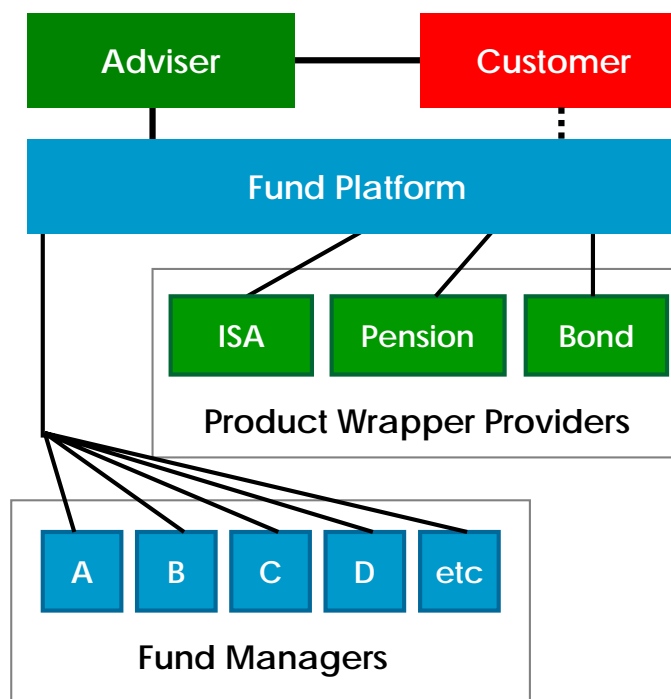 Adviser
Customer
Fund Platform
ISA
Pension
Bond
Product Wrapper Providers
A
B
C
D
etc
Fund Managers